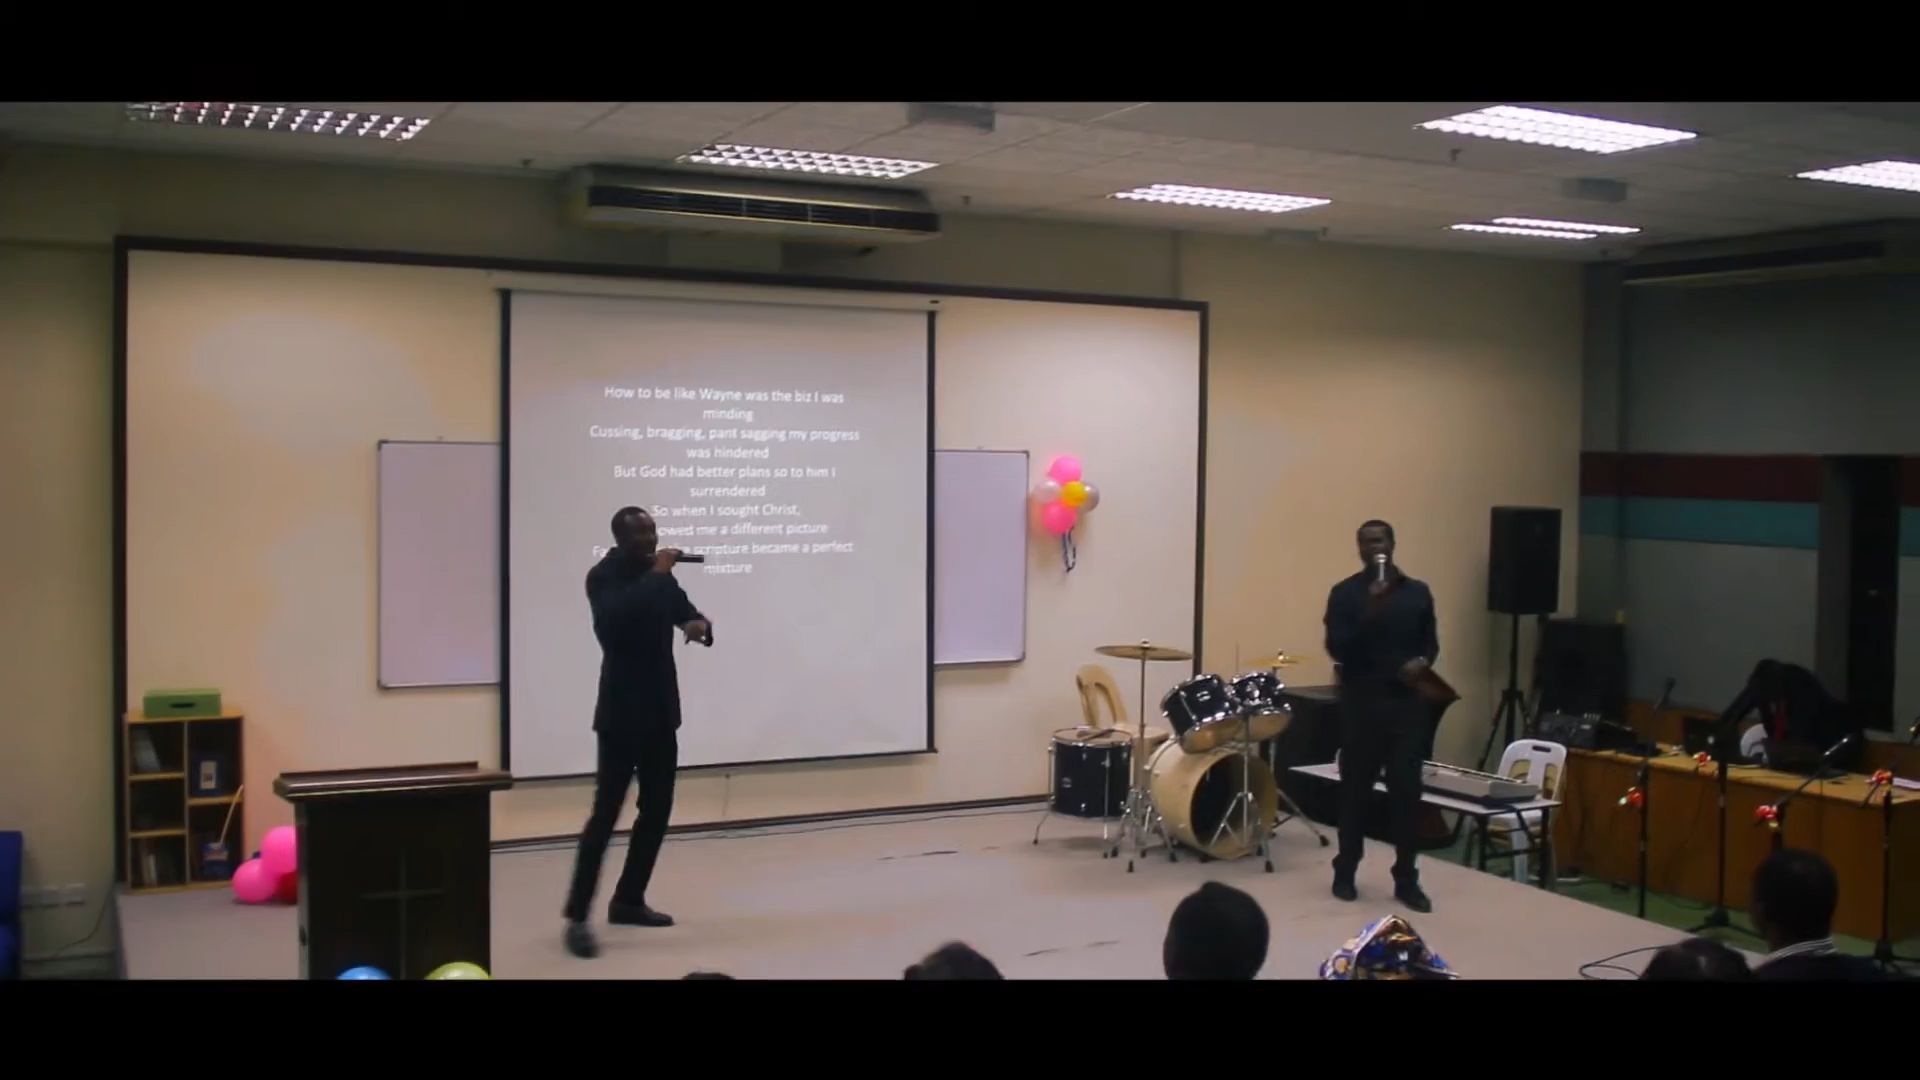 How to be like Wayne was the biz I was
minding
Cussing, bragging, pant sagging my progress
was hindered
But God had better plans so to him I
surrendered
So when I sought Christ,
me a different picture
scripture became a perfect
mixture